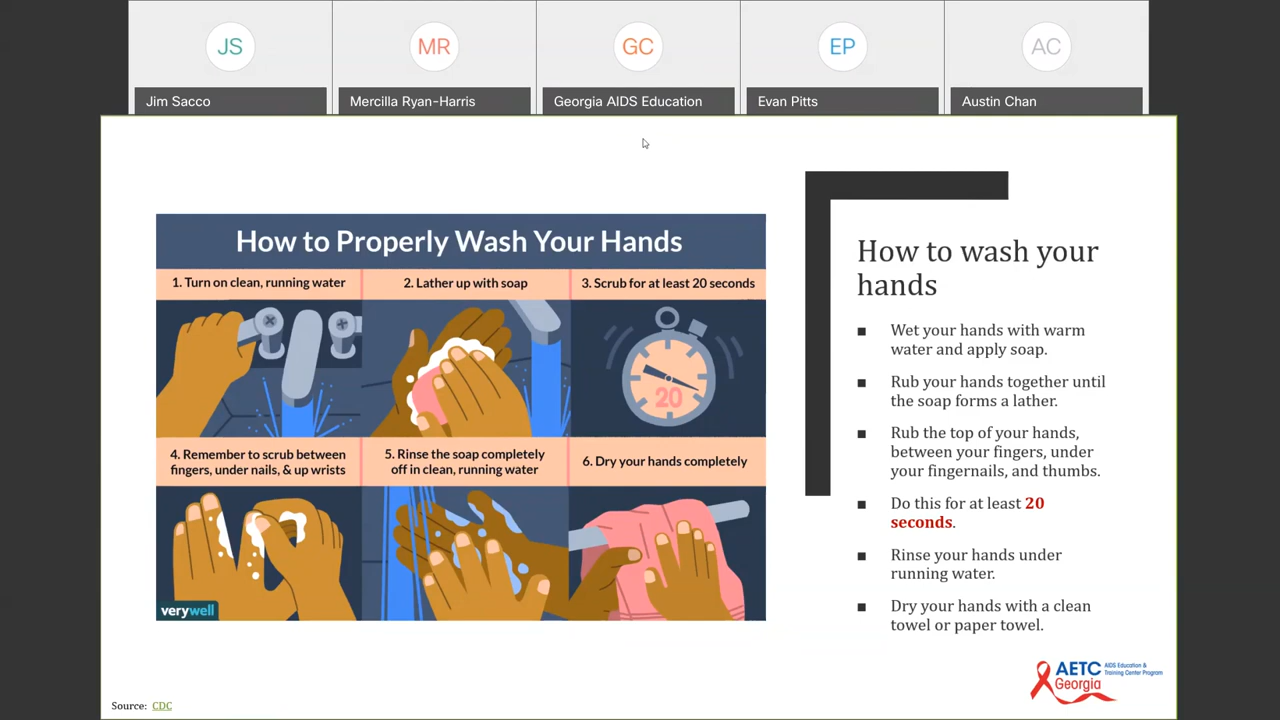 JS
MR
GC
EP
AC
Jim Sacco
Mercilla Ryan-Harris
Georgia AIDS Education
Evan Pitts
Austin Chan
How to Properly Wash Your Hands
1. Turn on clean, running water
2. Lather up with soap
3. Scrub for at least 20 seconds
20
4. Remember to scrub between
fingers, under nails, & up wrists
5. Rinse the soap completely
off in clean, running water
6. Dry your hands completely
verywell
How to wash your
hands
■ Wet your hands with warm
water and apply soap.
■ Rub your hands together until
the soap forms a lather.
■ Rub the top of your hands,
between your fingers, under
your fingernails, and thumbs.
■ Do this for at least 20
seconds.
■ Rinse your hands under
running water.
■ Dry your hands with a clean
towel or paper towel.
AETC
Georgia
AIDS Education &
Training Center Program
Source: CDC